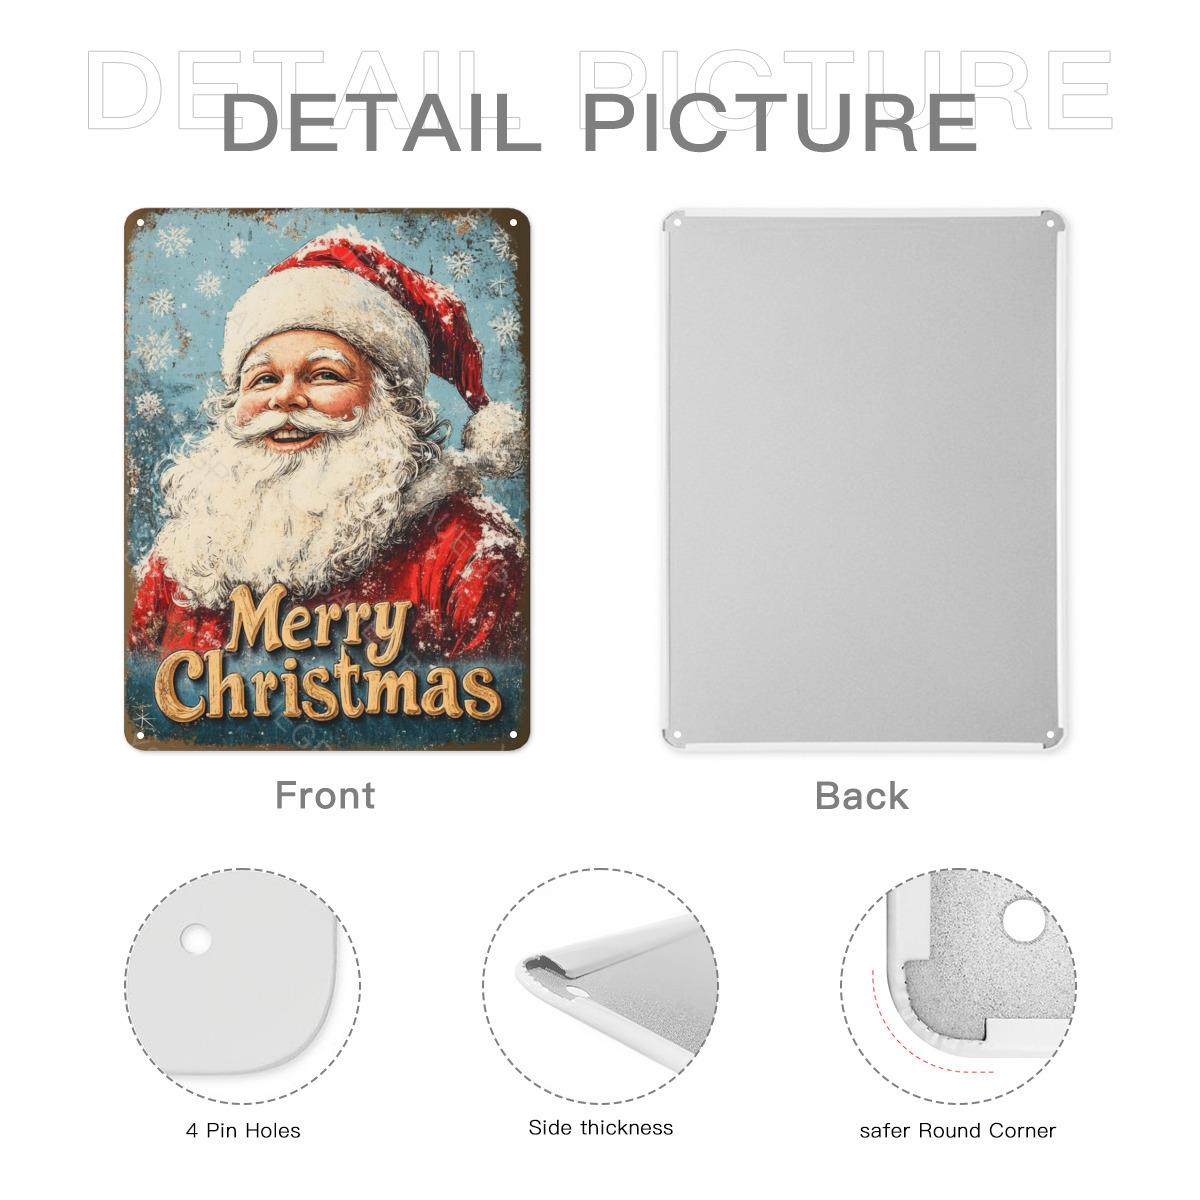 DETAIL PICTURE
DETAIL PICTURE
Merry
Christmas
Front
Back
4 Pin Holes
Side thickness
safer Round Corner